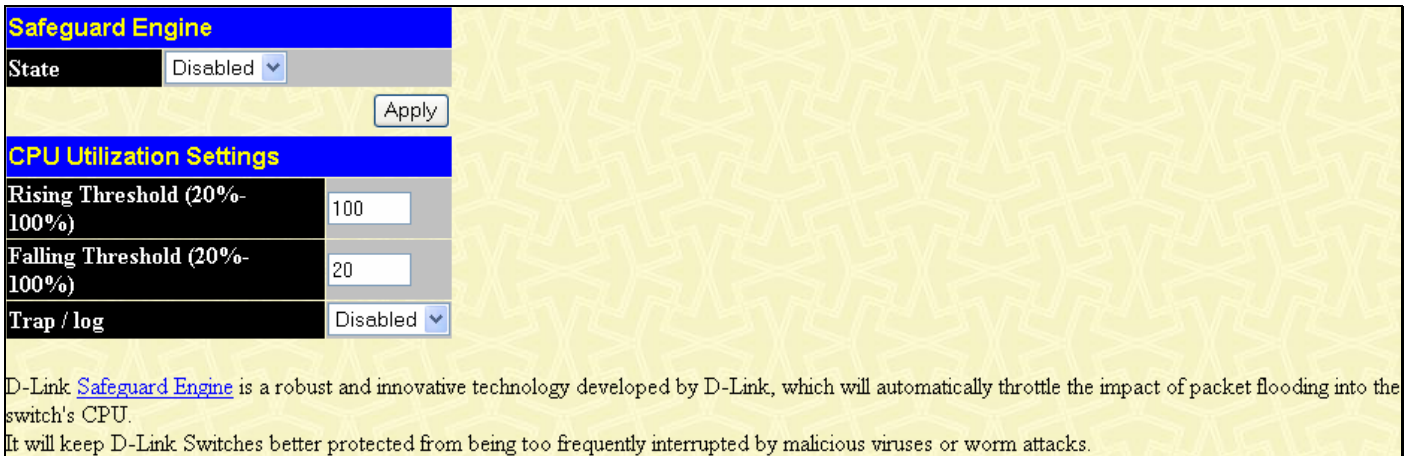 Safeguard Engine
State Disabled
Apply
CPU Utilization Settings
Rising Threshold (20%-
100%) 100
Falling Threshold (20%-
100%) 20
Trap / log Disabled
D-Link Safeguard Engine is a robust and innovative technology developed by D-Link, which will automatically throttle the impact of packet flooding into the
switch's CPU.
It will keep D-Link Switches better protected from being too frequently interrupted by malicious viruses or worm attacks.